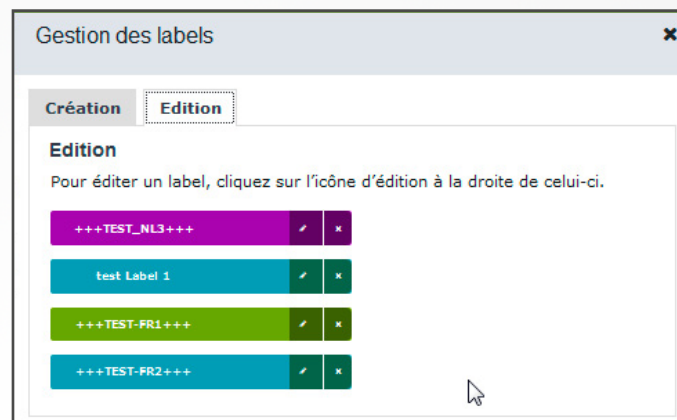 Gestion des labels
Création Edition
Edition
Pour éditer un label, cliquez sur l’icône d’édition à la droite de celui-ci.
+++TEST_NL3+++
test Label 1
+++TEST-FR1+++
+++TEST-FR2+++